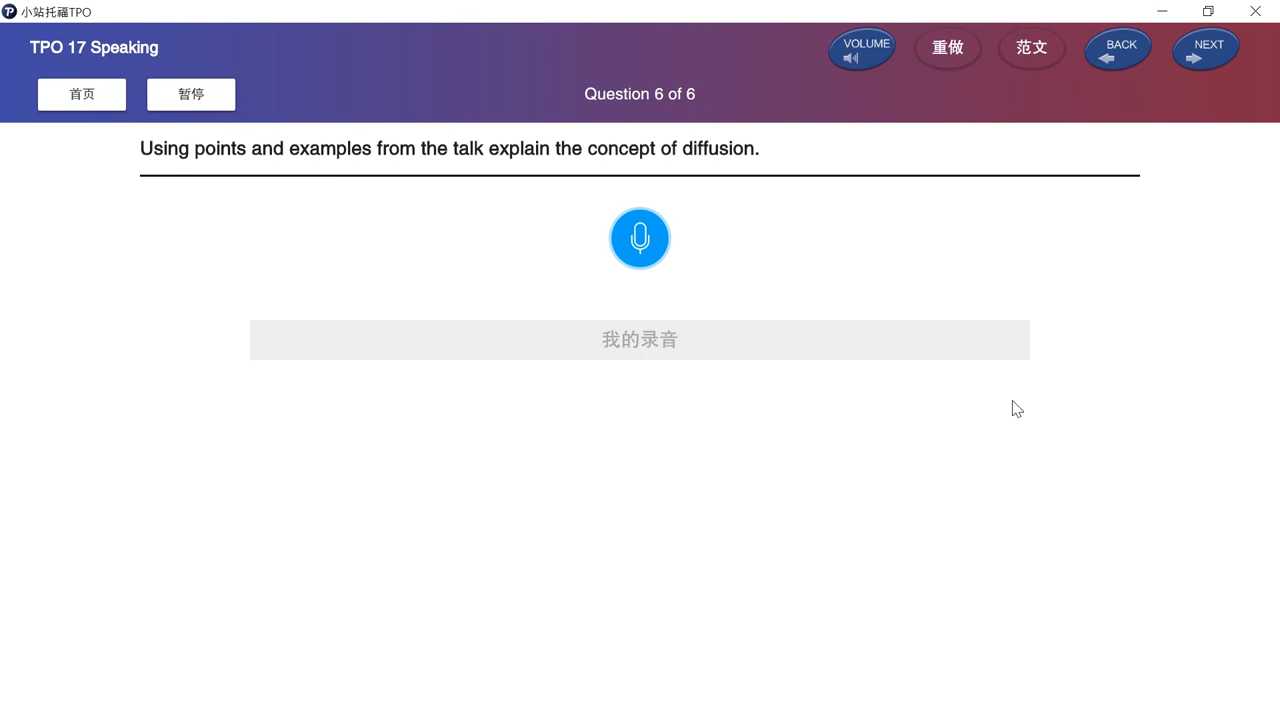 小站托福TPO
TPO 17 Speaking
VOLUME
重做
范文
BACK
NEXT
首页
暂停
Question 6 of 6
Using points and examples from the talk explain the concept of diffusion.
我的录音